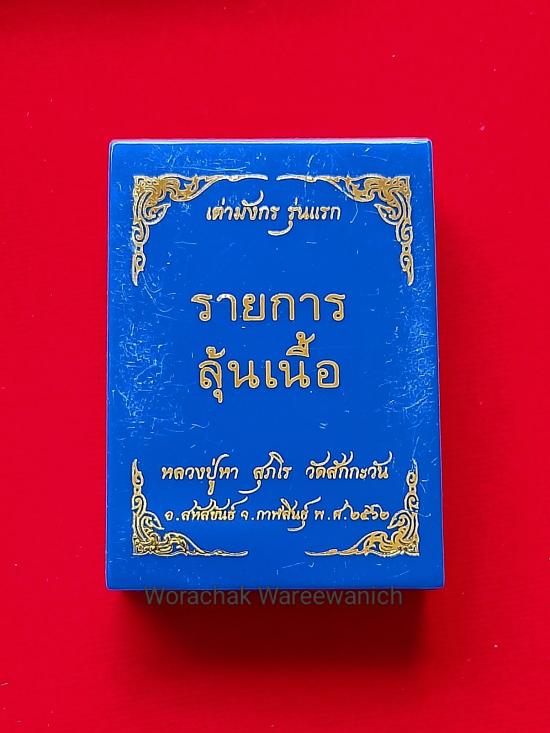 เต่ามังกร รุ่นแรก
รายการ
ลุ้นเนื้อ
หลวงปู่หา สุภโร วัดสักกะวัน
อ.สหัสขันธ์ จ.กาฬสินธุ์ พ.ศ.๒๕๖๒
Worachak Wareewanich